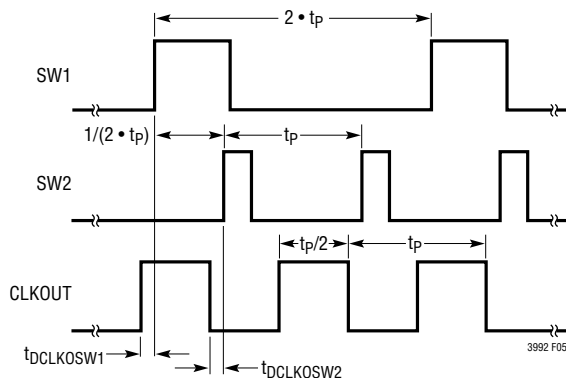 2 • tP
SW1
1/(2 • tP)
tP
SW2
tP/2
tP
CLKOUT
3992 F05
tDCLKOSW1
tDCLKOSW2